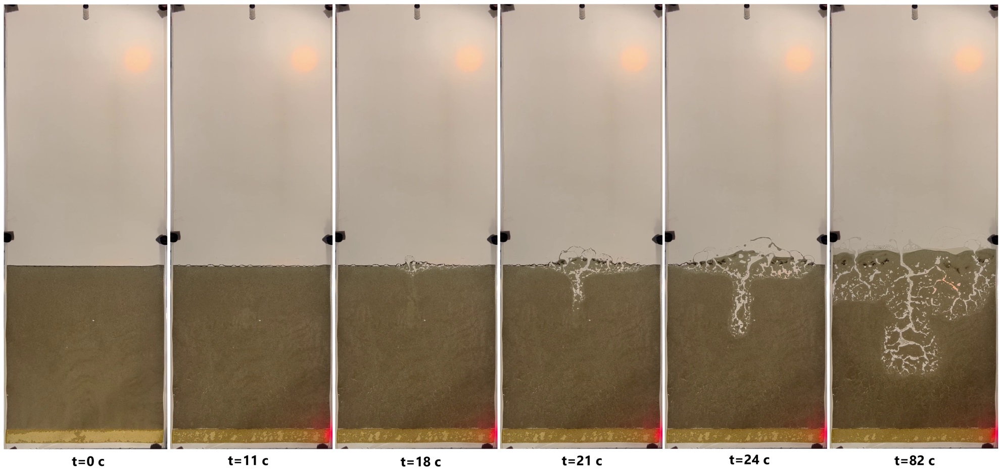 t=0 с
t=11 с
t=18 с
t=21 с
t=24 с
t=82 с